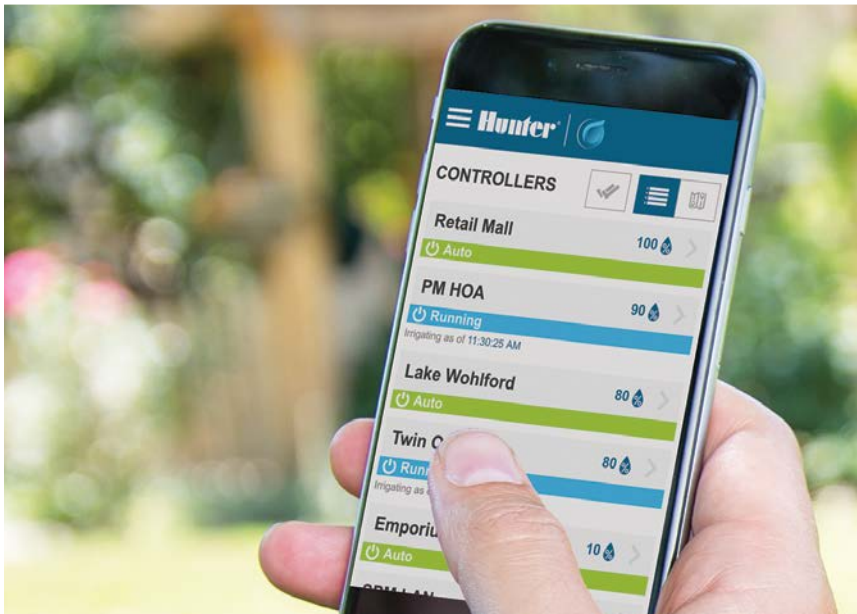 Hunter
CONTROLLERS
Retail Mall
100 %
Auto
PM HOA
90 %
Running
Irrigating as of 11:30:25 AM
Lake Wohlford
80 %
Auto
Twin
80 %
Irrigating as
10 %
Auto